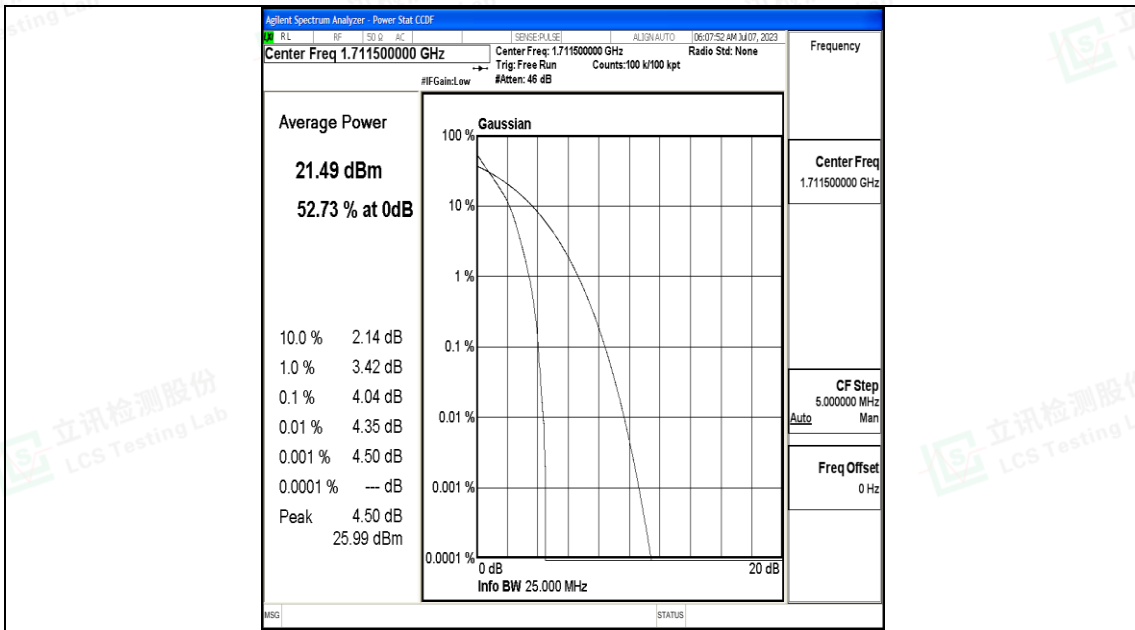 Agilent Spectrum Analyzer - Power Stat CCDF
RL RF 50 Ω AC SENSE:PULSE ALIGN AUTO 06:07:52 AM Jul 07, 2023
Center Freq 1.711500000 GHz
Center Freq: 1.711500000 GHz Radio Std: None
Trig: Free Run Counts:100 k/100 kpt
#IFGain:Low #Atten: 46 dB
Frequency
Average Power
21.49 dBm
52.73 % at 0dB
10.0 % 2.14 dB
1.0 % 3.42 dB
0.1 % 4.04 dB
0.01 % 4.35 dB
0.001 % 4.50 dB
0.0001 % --- dB
Peak 4.50 dB
25.99 dBm
Gaussian
100 %
10 %
1 %
0.1 %
0.01 %
0.001 %
0.0001 %
0 dB 20 dB
Info BW 25.000 MHz
Center Freq
1.711500000 GHz
CF Step
5.000000 MHz
Auto Man
Freq Offset
0 Hz
MSG STATUS
立讯检测股份
LCS Testing Lab
立讯检测股份
LCS Testing L